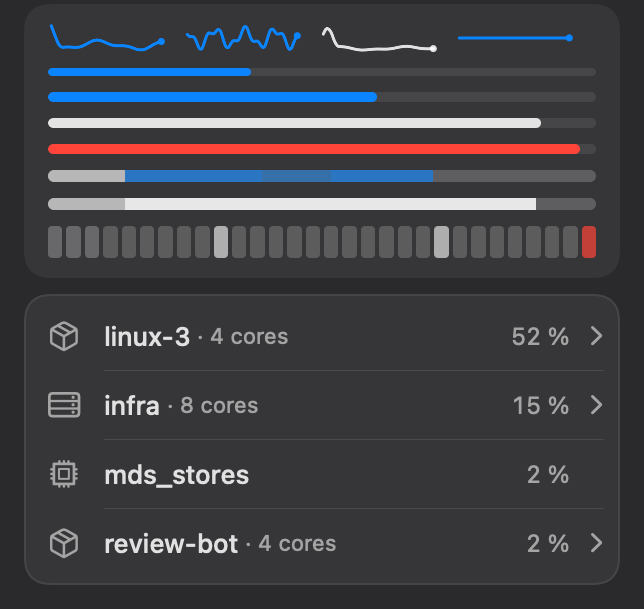 linux-3 · 4 cores 52 %
infra · 8 cores 15 %
mds_stores 2 %
review-bot · 4 cores 2 %